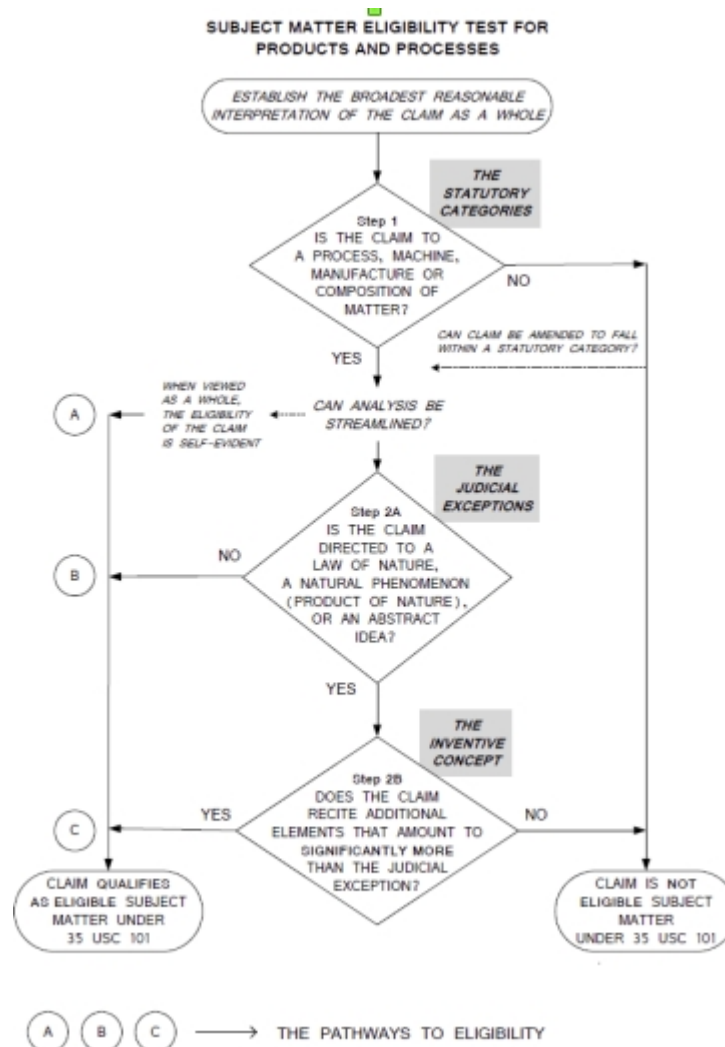 SUBJECT MATTER ELIGIBILITY TEST FOR
PRODUCTS AND PROCESSES
ESTABLISH THE BROADEST REASONABLE
INTERPRETATION OF THE CLAIM AS A WHOLE
THE
STATUTORY
CATEGORIES
Step 1
IS THE CLAIM TO
A PROCESS, MACHINE,
MANUFACTURE OR
COMPOSITION OF
MATTER?
NO
CAN CLAIM BE AMENDED TO FALL
WITHIN A STATUTORY CATEGORY?
YES
WHEN VIEWED
AS A WHOLE,
THE ELIGIBILITY
OF THE CLAIM
IS SELF-EVIDENT
A
CAN ANALYSIS BE
STREAMLINED?
THE
JUDICIAL
EXCEPTIONS
Step 2A
IS THE CLAIM
DIRECTED TO A
LAW OF NATURE,
A NATURAL PHENOMENON
(PRODUCT OF NATURE),
OR AN ABSTRACT
IDEA?
NO
B
YES
THE
INVENTIVE
CONCEPT
Step 2B
DOES THE CLAIM
RECITE ADDITIONAL
ELEMENTS THAT AMOUNT TO
SIGNIFICANTLY MORE
THAN THE JUDICIAL
EXCEPTION?
YES
NO
C
CLAIM QUALIFIES
AS ELIGIBLE SUBJECT
MATTER UNDER
35 USC 101
CLAIM IS NOT
ELIGIBLE SUBJECT
MATTER
UNDER 35 USC 101
A B C THE PATHWAYS TO ELIGIBILITY